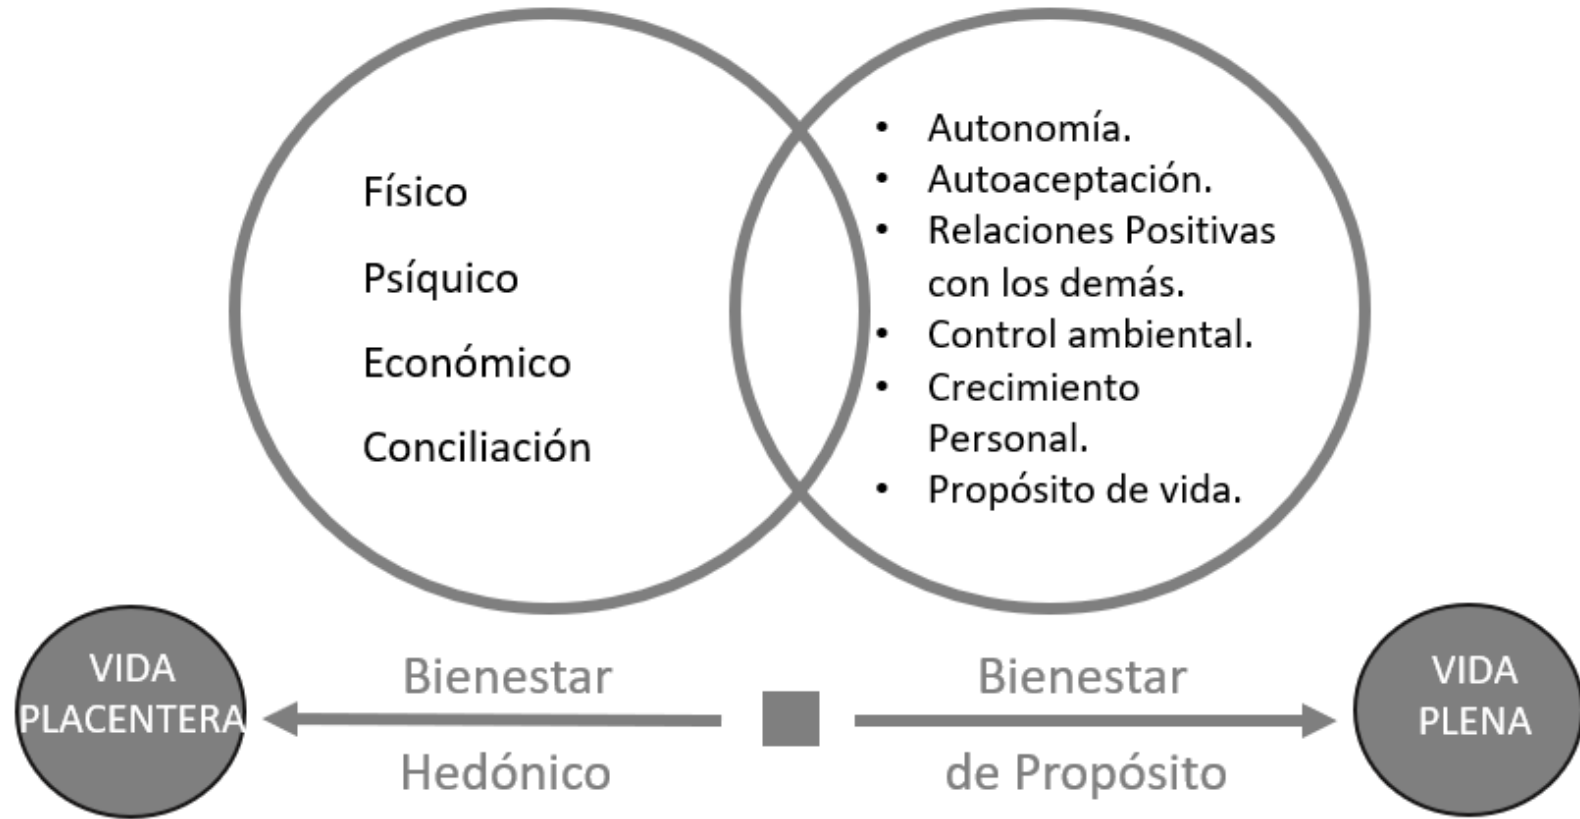 Físico
Psíquico
Económico
Conciliación
• Autonomía.
• Autoaceptación.
• Relaciones Positivas
con los demás.
• Control ambiental.
• Crecimiento
Personal.
• Propósito de vida.
VIDA
PLACENTERA
Bienestar
Hedónico
Bienestar
de Propósito
VIDA
PLENA